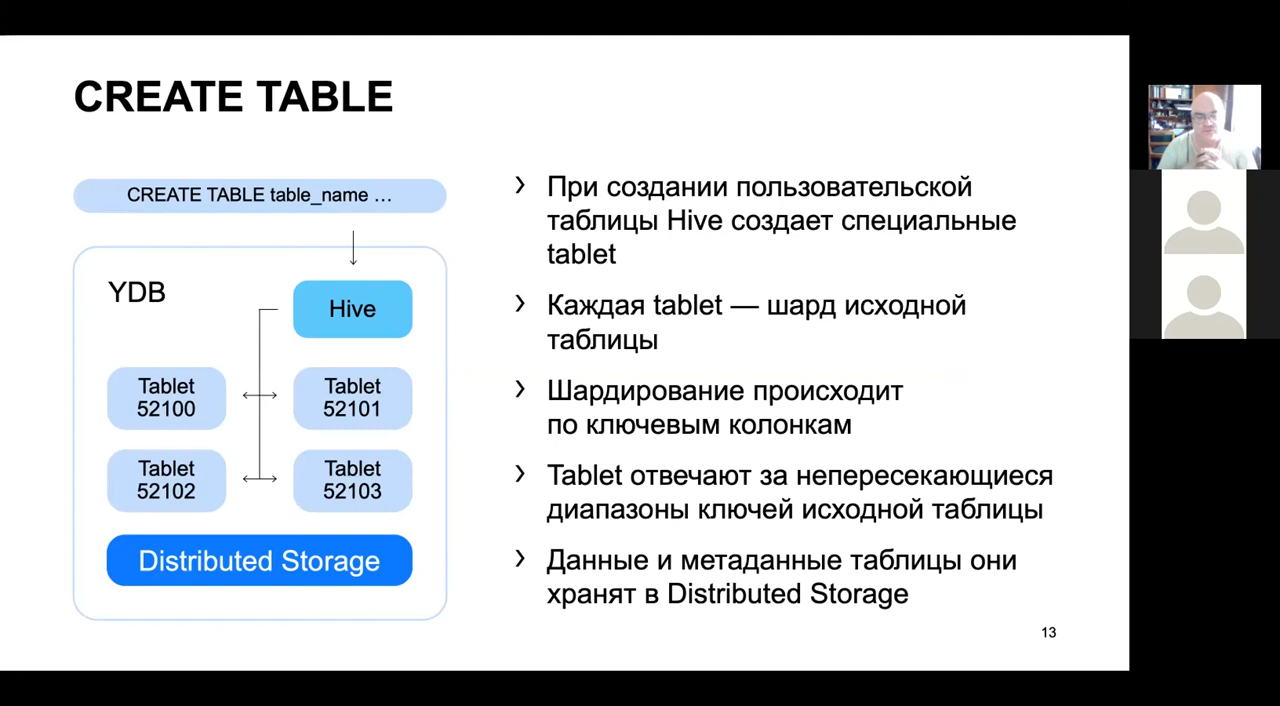 CREATE TABLE
CREATE TABLE table_name …
YDB
Hive
Tablet
52100
Tablet
52101
Tablet
52102
Tablet
52103
Distributed Storage
› При создании пользовательской
таблицы Hive создает специальные
tablet
› Каждая tablet — шард исходной
таблицы
› Шардирование происходит
по ключевым колонкам
› Tablet отвечают за непересекающиеся
диапазоны ключей исходной таблицы
› Данные и метаданные таблицы они
хранят в Distributed Storage
13